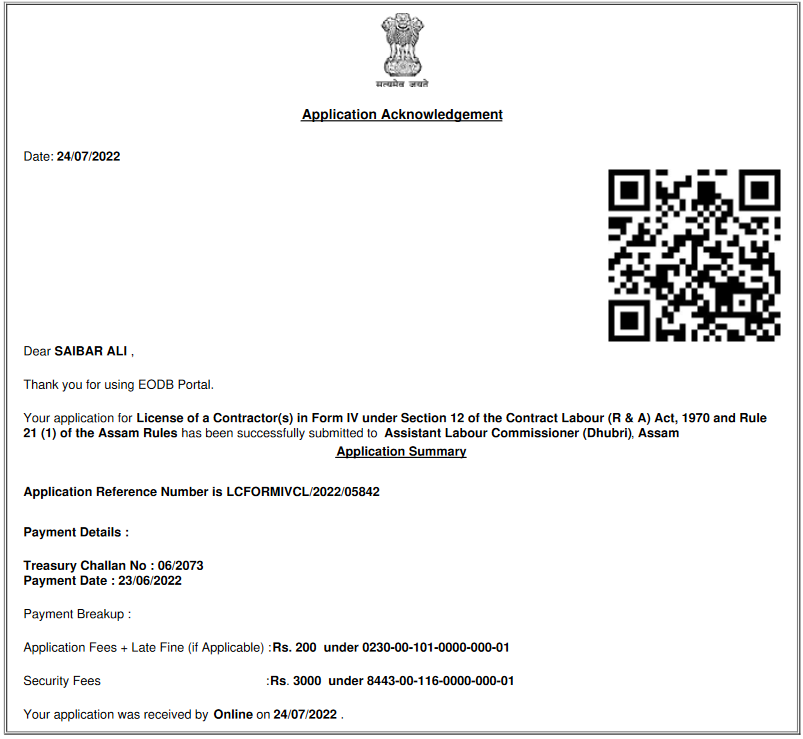 सत्यमेव जयते
Application Acknowledgement
Date: 24/07/2022
Dear SAIBAR ALI ,
Thank you for using EODB Portal.
Your application for License of a Contractor(s) in Form IV under Section 12 of the Contract Labour (R & A) Act, 1970 and Rule
21 (1) of the Assam Rules has been successfully submitted to Assistant Labour Commissioner (Dhubri), Assam
Application Summary
Application Reference Number is LCFORMIVCL/2022/05842
Payment Details :
Treasury Challan No : 06/2073
Payment Date : 23/06/2022
Payment Breakup :
Application Fees + Late Fine (if Applicable) :Rs. 200 under 0230-00-101-0000-000-01
Security Fees :Rs. 3000 under 8443-00-116-0000-000-01
Your application was received by Online on 24/07/2022 .